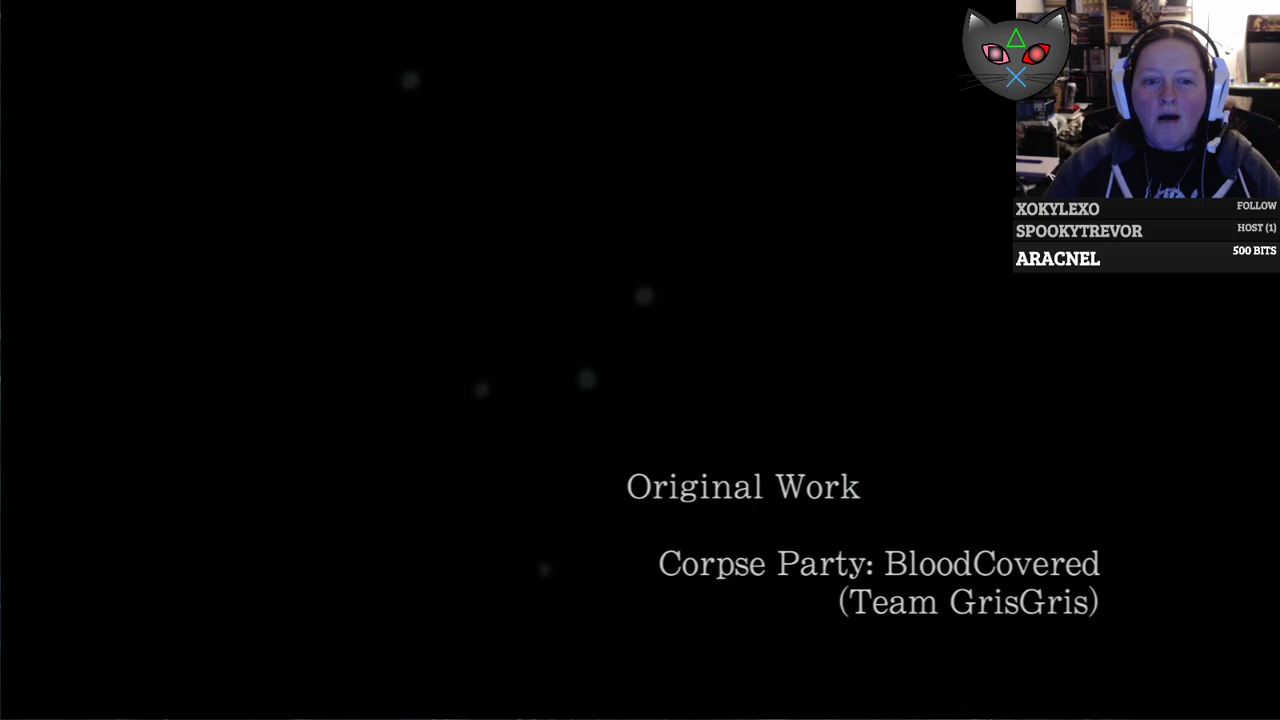 XOKYLEXO FOLLOW
SPOOKYTREVOR HOST (1)
ARACNEL 500 BITS
Original Work
Corpse Party: BloodCovered
(Team GrisGris)